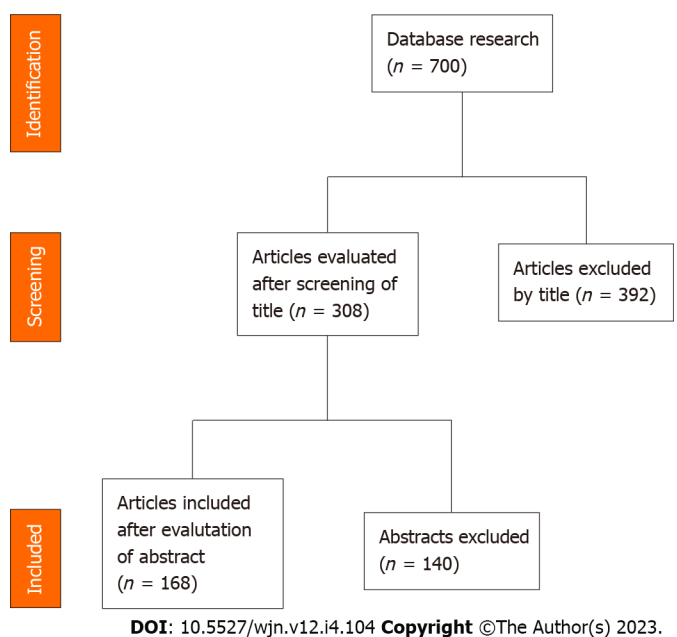 Identification
Database research
(n = 700)
Screening
Articles evaluated
after screening of
title (n = 308)
Articles excluded
by title (n = 392)
Included
Articles included
after evalutation
of abstract
(n = 168)
Abstracts excluded
(n = 140)
DOI: 10.5527/wjn.v12.i4.104 Copyright ©The Author(s) 2023.